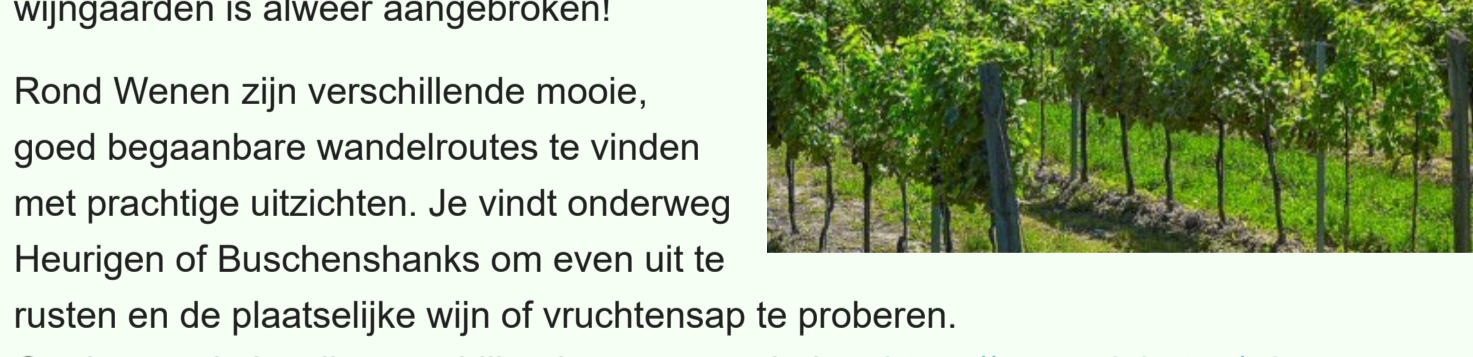 wijngaarden is alweer aangebroken!
Rond Wenen zijn verschillende mooie,
goed begaanbare wandelroutes te vinden
met prachtige uitzichten. Je vindt onderweg
Heurigen of Buschenshanks om even uit te
rusten en de plaatselijke wijn of vruchtensap te proberen.